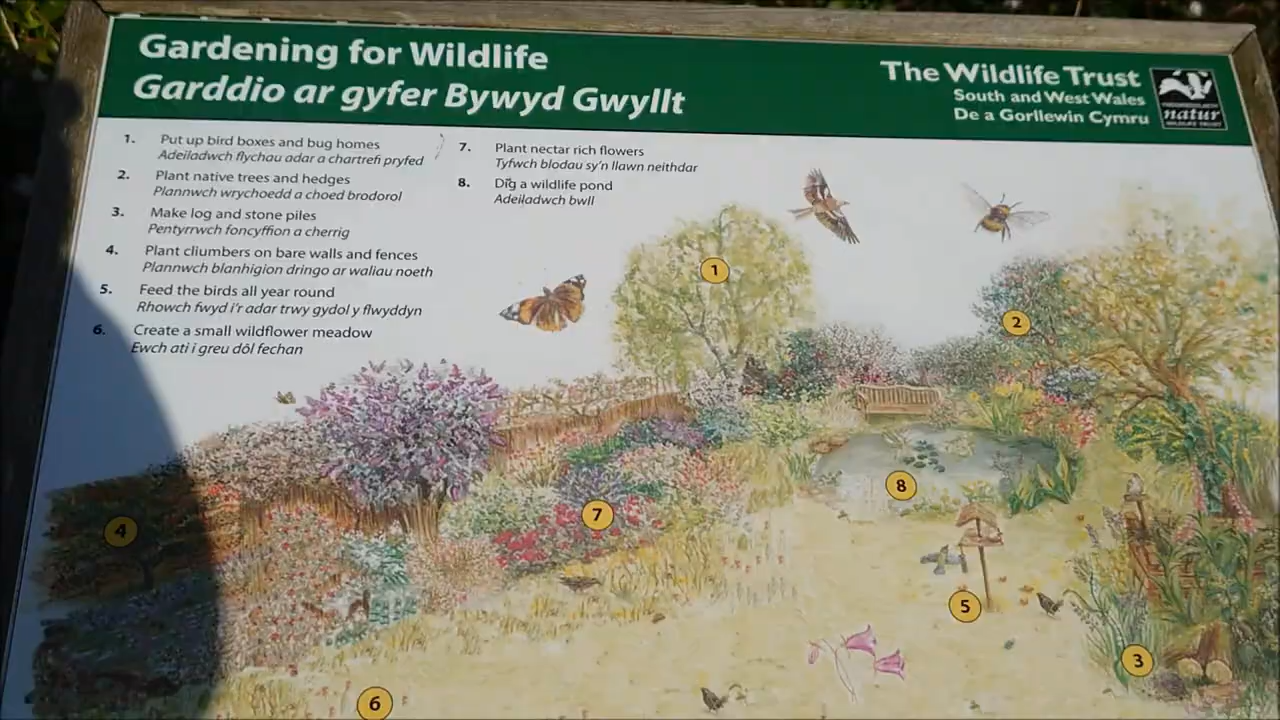 Gardening for Wildlife
Garddio ar gyfer Bywyd Gwyllt
The Wildlife Trust
South and West Wales
De a Gorllewin Cymru
natur
1. Put up bird boxes and bug homes
Adeiladwch flychau adar a chartrefi pryfed
2. Plant native trees and hedges
Plannwch wrychoedd a choed brodorol
3. Make log and stone piles
Pentyrrwch foncyffion a cherrig
4. Plant cliumbers on bare walls and fences
Plannwch blanhigion dringo ar waliau noeth
5. Feed the birds all year round
Rhowch fwyd i'r adar trwy gydol y flwyddyn
6. Create a small wildflower meadow
Ewch ati i greu dôl fechan
7. Plant nectar rich flowers
Tyfwch blodau sy'n llawn neithdar
8. Dig a wildlife pond
Adeiladwch bwll
1
2
4
8
7
5
3
6